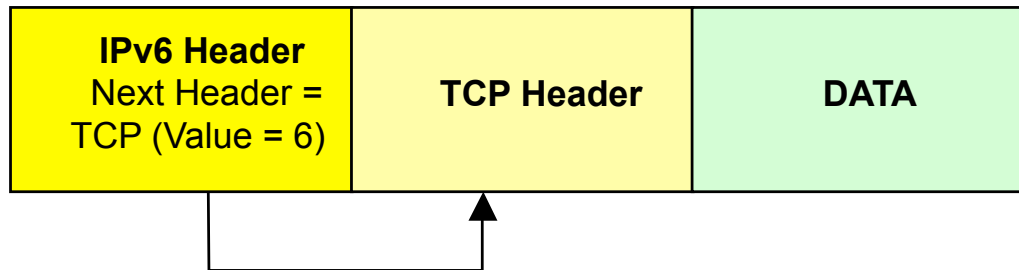 IPv6 Header
Next Header =
TCP (Value = 6)
TCP Header
DATA